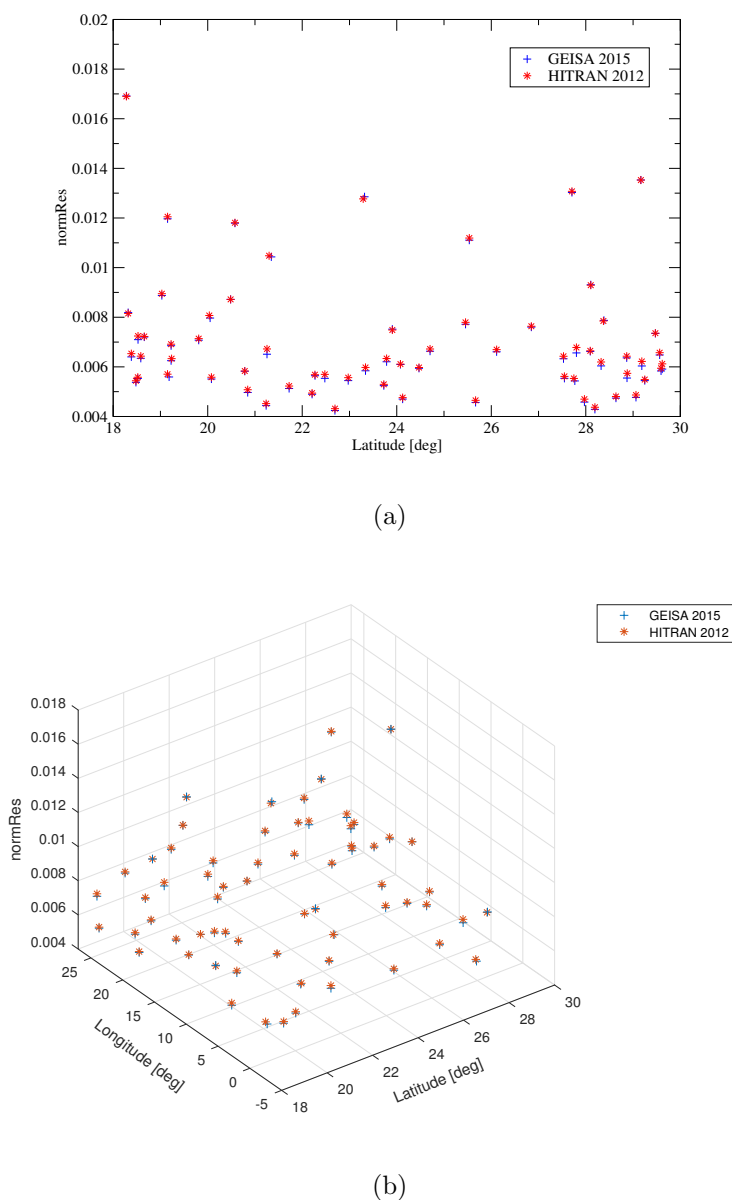 0.02
0.018
0.016
0.014
0.012
0.01
0.008
0.006
0.004
normRes
GEISA 2015
HITRAN 2012
18 20 22 24 26 28 30
Latitude [deg]
(a)
GEISA 2015
HITRAN 2012
0.018
0.016
0.014
0.012
0.01
0.008
0.006
0.004
normRes
25
20
15
10
5
0
-5
Longitude [deg]
18
20
22
24
26
28
30
Latitude [deg]
(b)